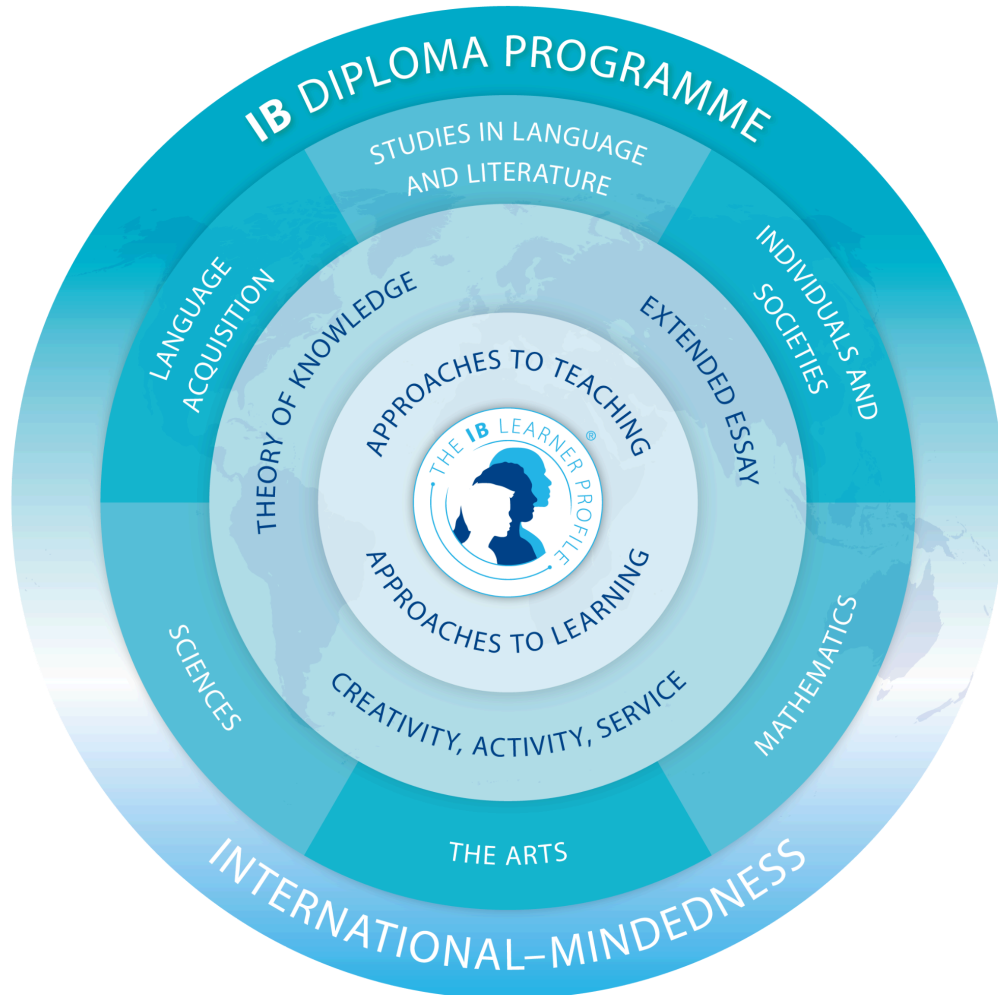 IB DIPLOMA PROGRAMME
STUDIES IN LANGUAGE
AND LITERATURE
LANGUAGE
ACQUISITION
INDIVIDUALS AND
SOCIETIES
THEORY OF KNOWLEDGE
EXTENDED ESSAY
APPROACHES TO TEACHING
THE IB LEARNER PROFILE ®
APPROACHES TO LEARNING
CREATIVITY, ACTIVITY, SERVICE
SCIENCES
MATHEMATICS
THE ARTS
INTERNATIONAL–MINDEDNESS